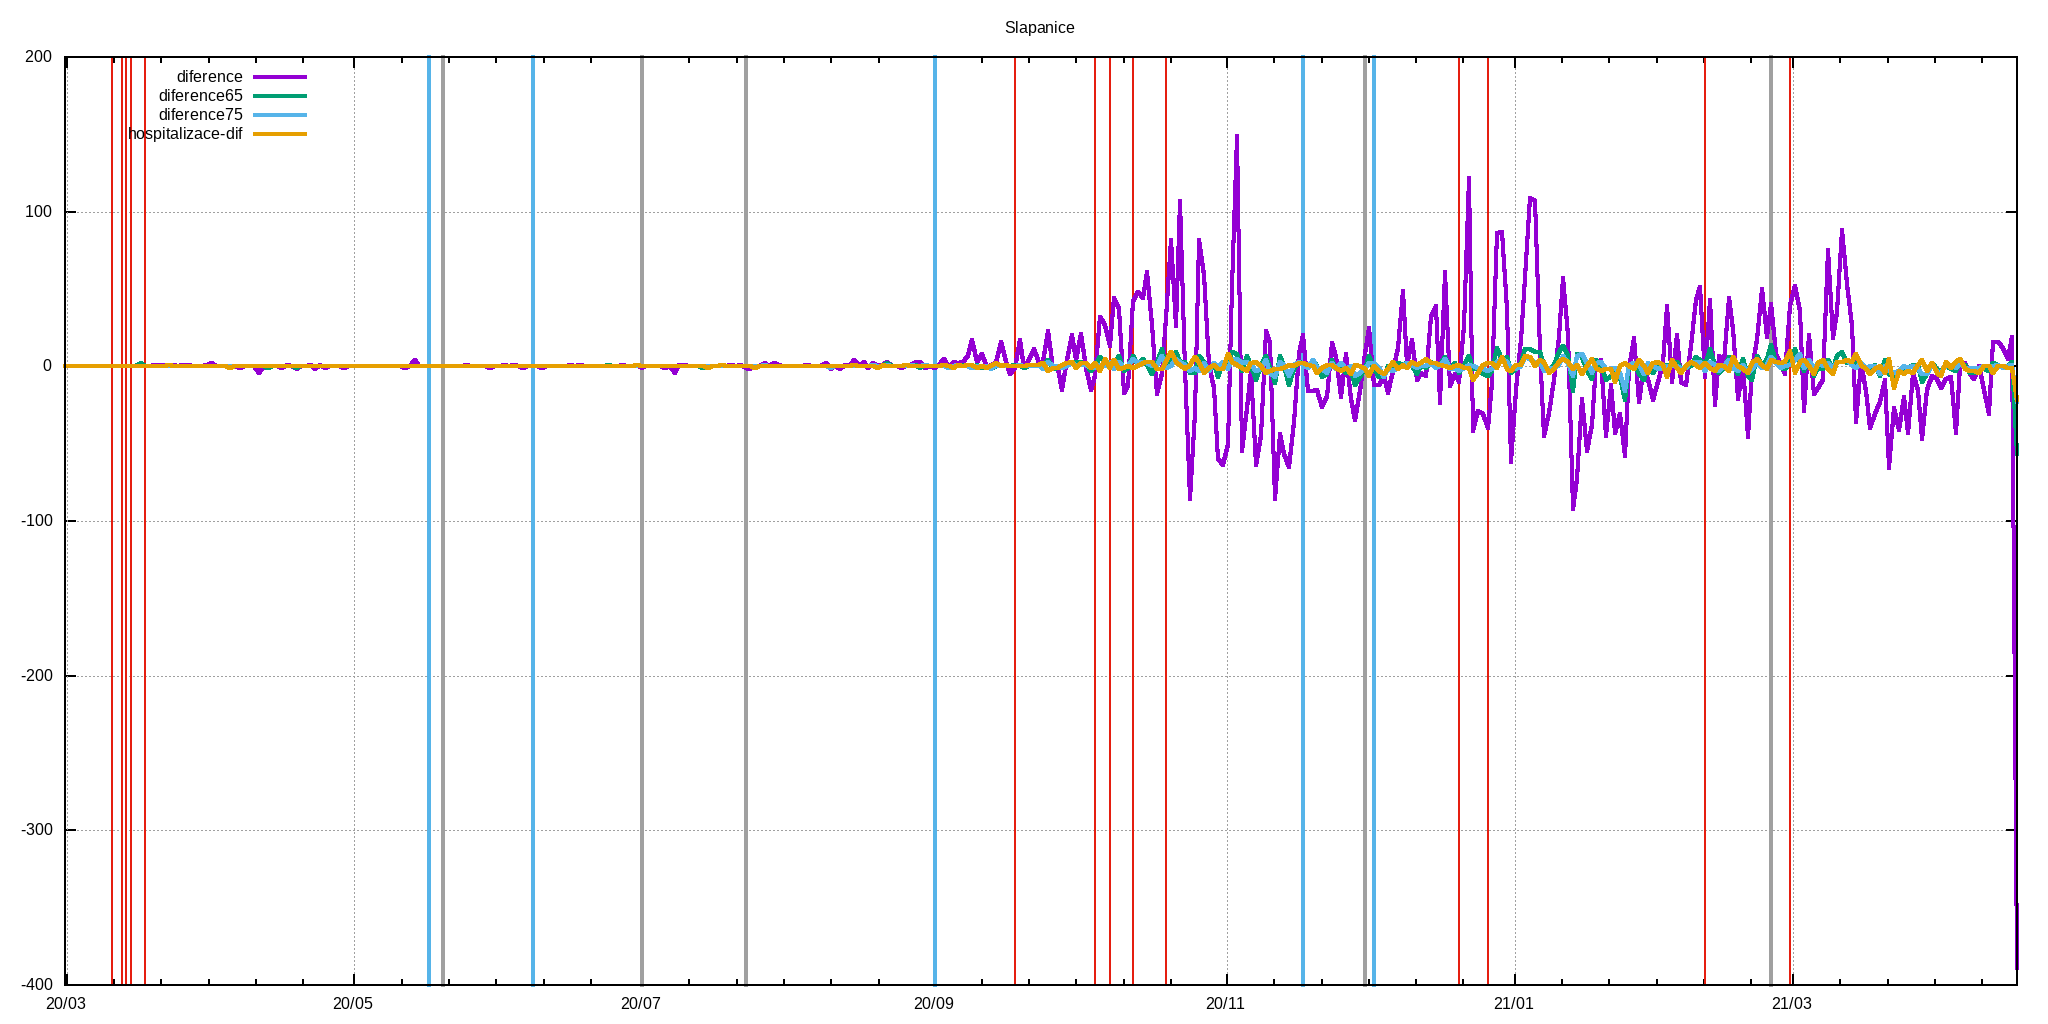 Slapanice
200
diference
diference65
diference75
hospitalizace-dif
100
0
-100
-200
-300
-400
20/03 20/05 20/07 20/09 20/11 21/01 21/03